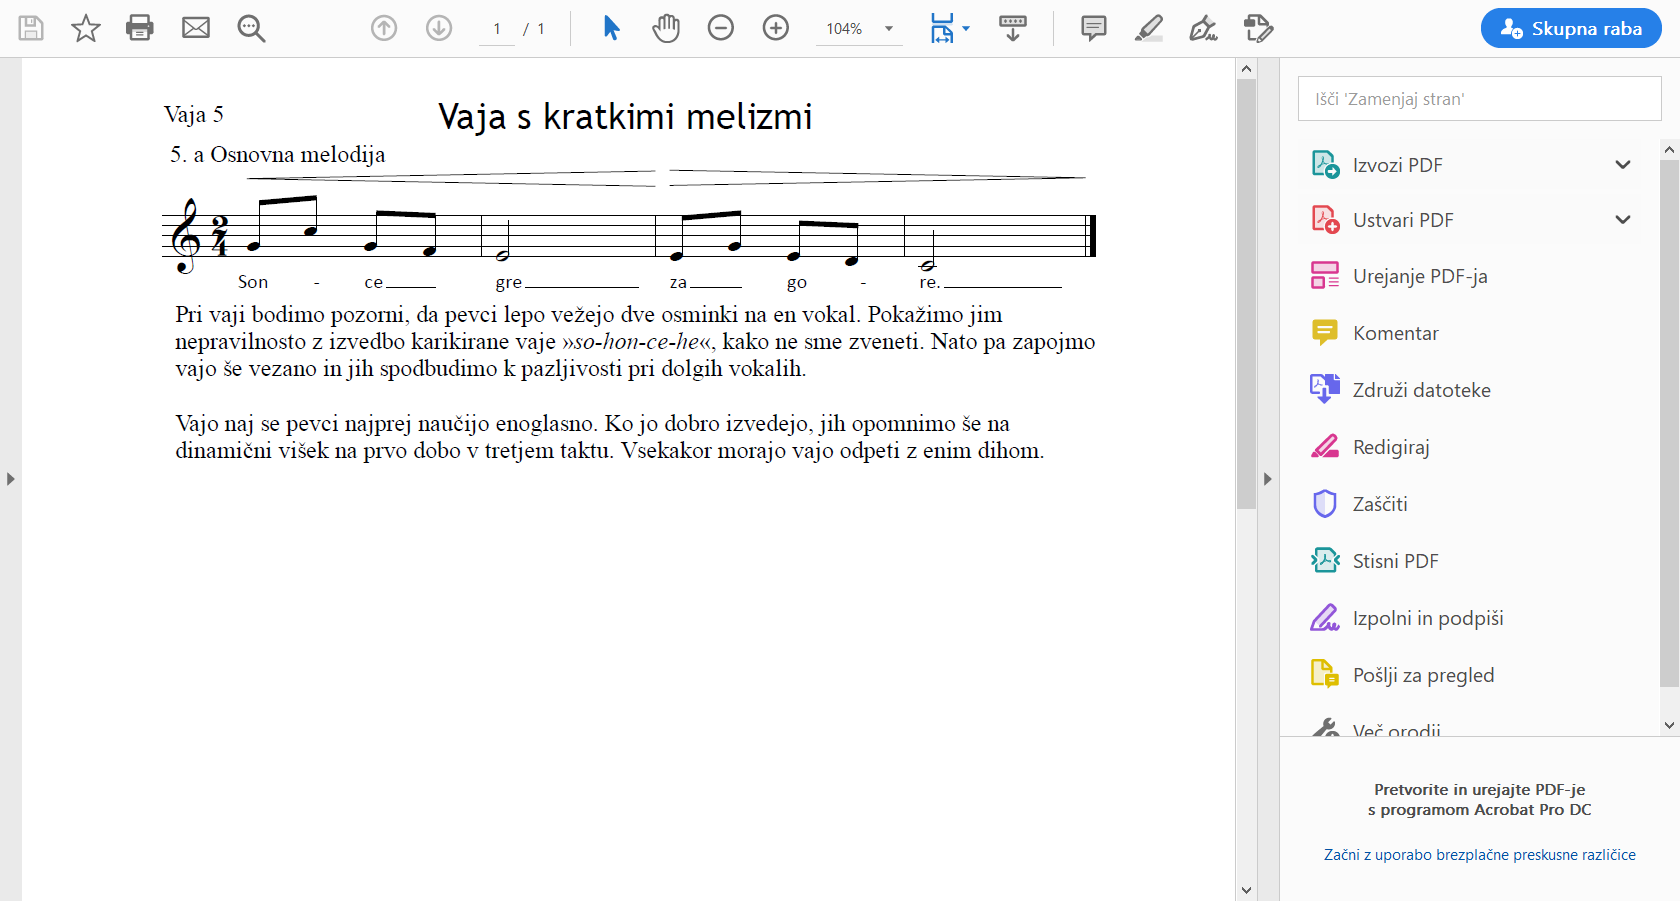 1 / 1 104% Skupna raba
Vaja 5
Vaja s kratkimi melizmi
5. a Osnovna melodija
2
4
Son - ce gre za go - re.
Pri vaji bodimo pozorni, da pevci lepo vežejo dve osminki na en vokal. Pokažimo jim
nepravilnosto z izvedbo karikirane vaje »so-hon-ce-he«, kako ne sme zveneti. Nato pa zapojmo
vajo še vezano in jih spodbudimo k pazljivosti pri dolgih vokalih.
Vajo naj se pevci najprej naučijo enoglasno. Ko jo dobro izvedejo, jih opomnimo še na
dinamični višek na prvo dobo v tretjem taktu. Vsekakor morajo vajo odpeti z enim dihom.
Išči 'Zamenjaj stran'
Izvozi PDF
Ustvari PDF
Urejanje PDF-ja
Komentar
Združi datoteke
Redigiraj
Zaščiti
Stisni PDF
Izpolni in podpiši
Pošlji za pregled
Več orodij
Pretvorite in urejajte PDF-je
s programom Acrobat Pro DC
Začni z uporabo brezplačne preskusne različice